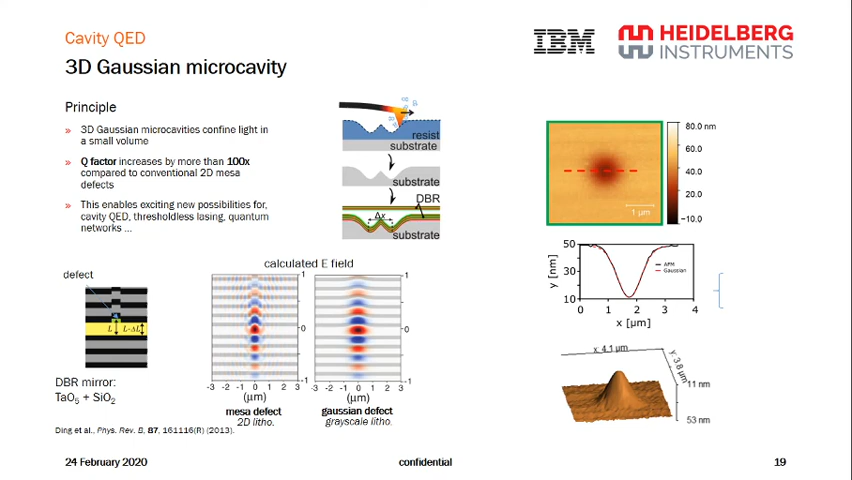 Cavity QED
3D Gaussian microcavity
IBM
HEIDELBERG
INSTRUMENTS
Principle
» 3D Gaussian microcavities confine light in
a small volume
» Q factor increases by more than 100x
compared to conventional 2D mesa
defects
» This enables exciting new possibilities for,
cavity QED, thresholdless lasing, quantum
networks ...
resist
substrate
substrate
DBR
Δx
substrate
80.0 nm
60.0
40.0
20.0
-10.0
1 µm
50
30
10
y [nm]
AFM
Gaussian
0 1 2 3 4
x [µm]
x: 4.1 µm
y: 3.8 µm
11 nm
53 nm
defect
L L-ΔL
DBR mirror:
TaO5 + SiO2
calculated E field
1
0
-1
-3 -2 -1 0 1 2 3
(µm)
mesa defect
2D litho.
1
0
-1
-3 -2 -1 0 1 2 3
(µm)
gaussian defect
grayscale litho.
Ding et al., Phys. Rev. B, 87, 161116(R) (2013).
24 February 2020
confidential
19